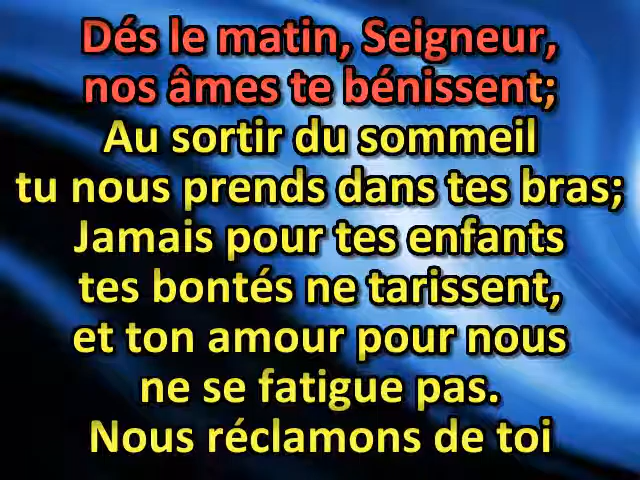 Dés le matin, Seigneur,
nos âmes te bénissent;
Au sortir du sommeil
tu nous prends dans tes bras;
Jamais pour tes enfants
tes bontés ne tarissent,
et ton amour pour nous
ne se fatigue pas.
Nous réclamons de toi